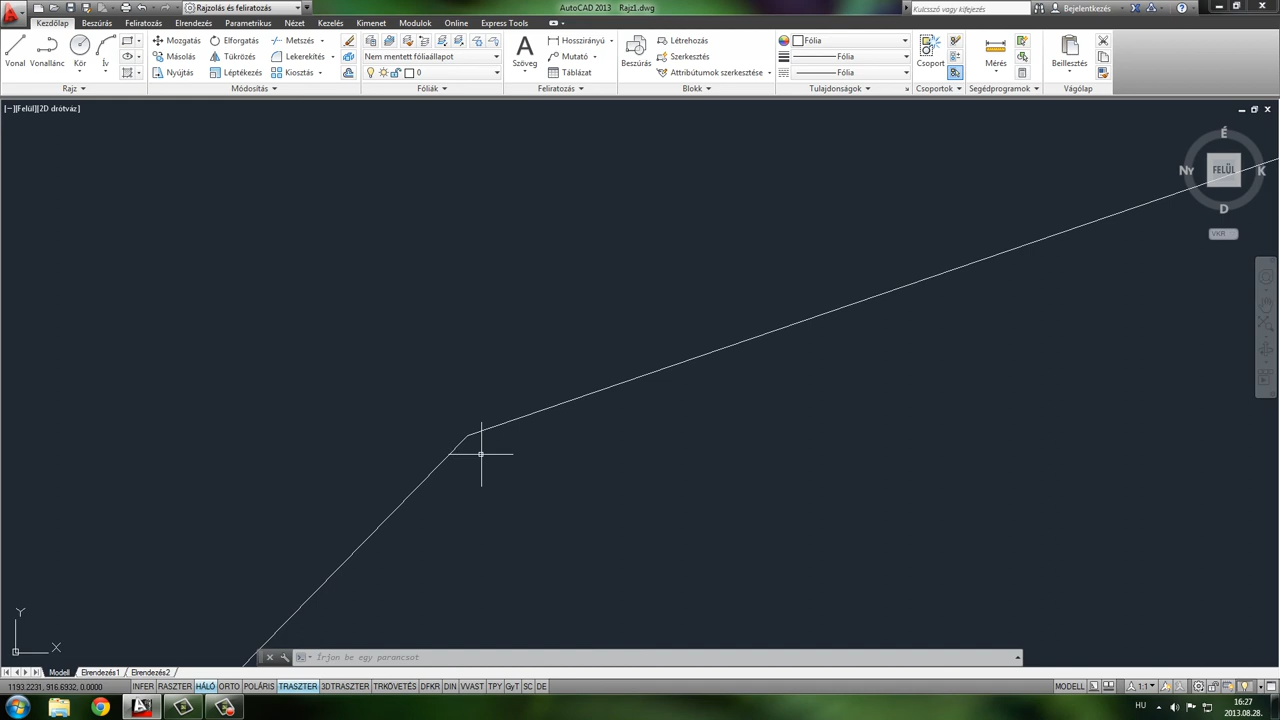 Rajzolás és feliratozás
AutoCAD 2013 Rajz1.dwg
Kulcsszó vagy kifejezés
Bejelentkezés
Kezdőlap Beszúrás Feliratozás Elrendezés Parametrikus Nézet Kezelés Kimenet Modulok Online Express Tools
Vonal Vonallánc Kör Ív
Mozgatás Elforgatás Metszés
Másolás Tükrözés Lekerekítés
Nyújtás Léptékezés Kiosztás
Nem mentett fóliaállapot
0
Szöveg
Hosszirányú
Mutató
Táblázat
Beszúrás
Létrehozás
Szerkesztés
Attribútumok szerkesztése
Fólia
Fólia
Fólia
Csoport
Mérés
Beillesztés
Rajz Módosítás Fóliák Feliratozás Blokk Tulajdonságok Csoportok Segédprogramok Vágólap
[−][Felül][2D drótváz]
É
Ny FELÜL K
D
VKR
Y
X
Írjon be egy parancsot
Modell Elrendezés1 Elrendezés2
1193.2231, 916.6932, 0.0000 INFER RASZTER HÁLÓ ORTO POLÁRIS TRASZTER 3DTRASZTER TRKÖVETÉS DFKR DIN VVAST TPY GyT SC DE MODELL 1:1
HU
16:27
2013.08.28.